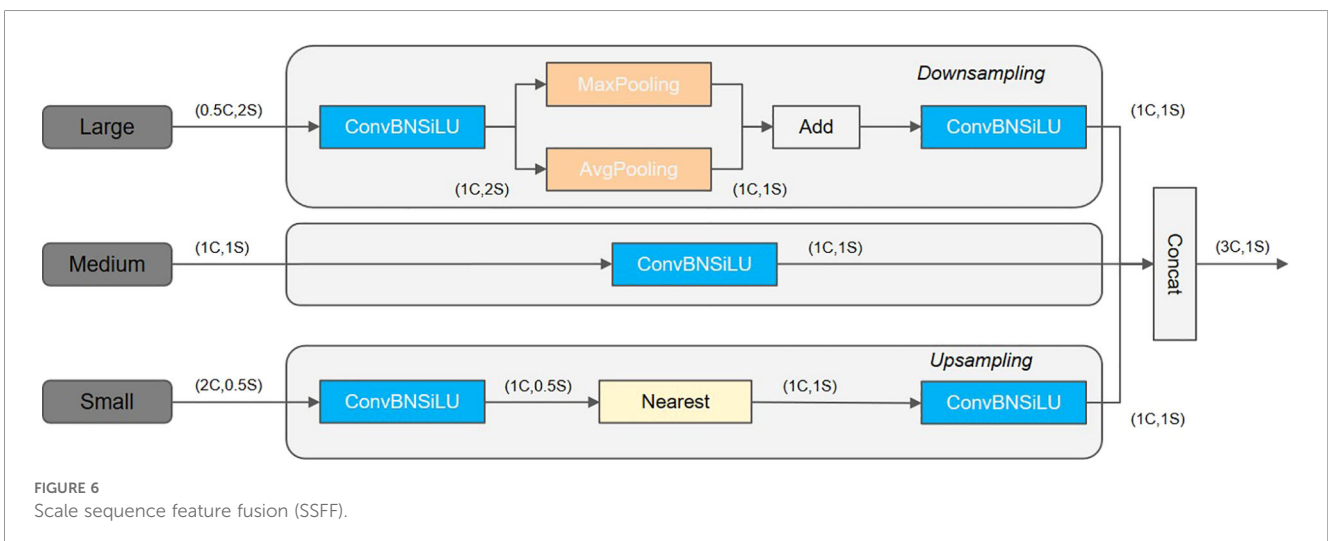 Downsampling
MaxPooling
Large
(0.5C,2S)
ConvBNSiLU
Add
ConvBNSiLU
(1C,1S)
AvgPooling
(1C,2S)
(1C,1S)
Medium
(1C,1S)
ConvBNSiLU
(1C,1S)
Concat
(3C,1S)
Upsampling
Small
(2C,0.5S)
ConvBNSiLU
(1C,0.5S)
Nearest
(1C,1S)
ConvBNSiLU
(1C,1S)
FIGURE 6
Scale sequence feature fusion (SSFF).